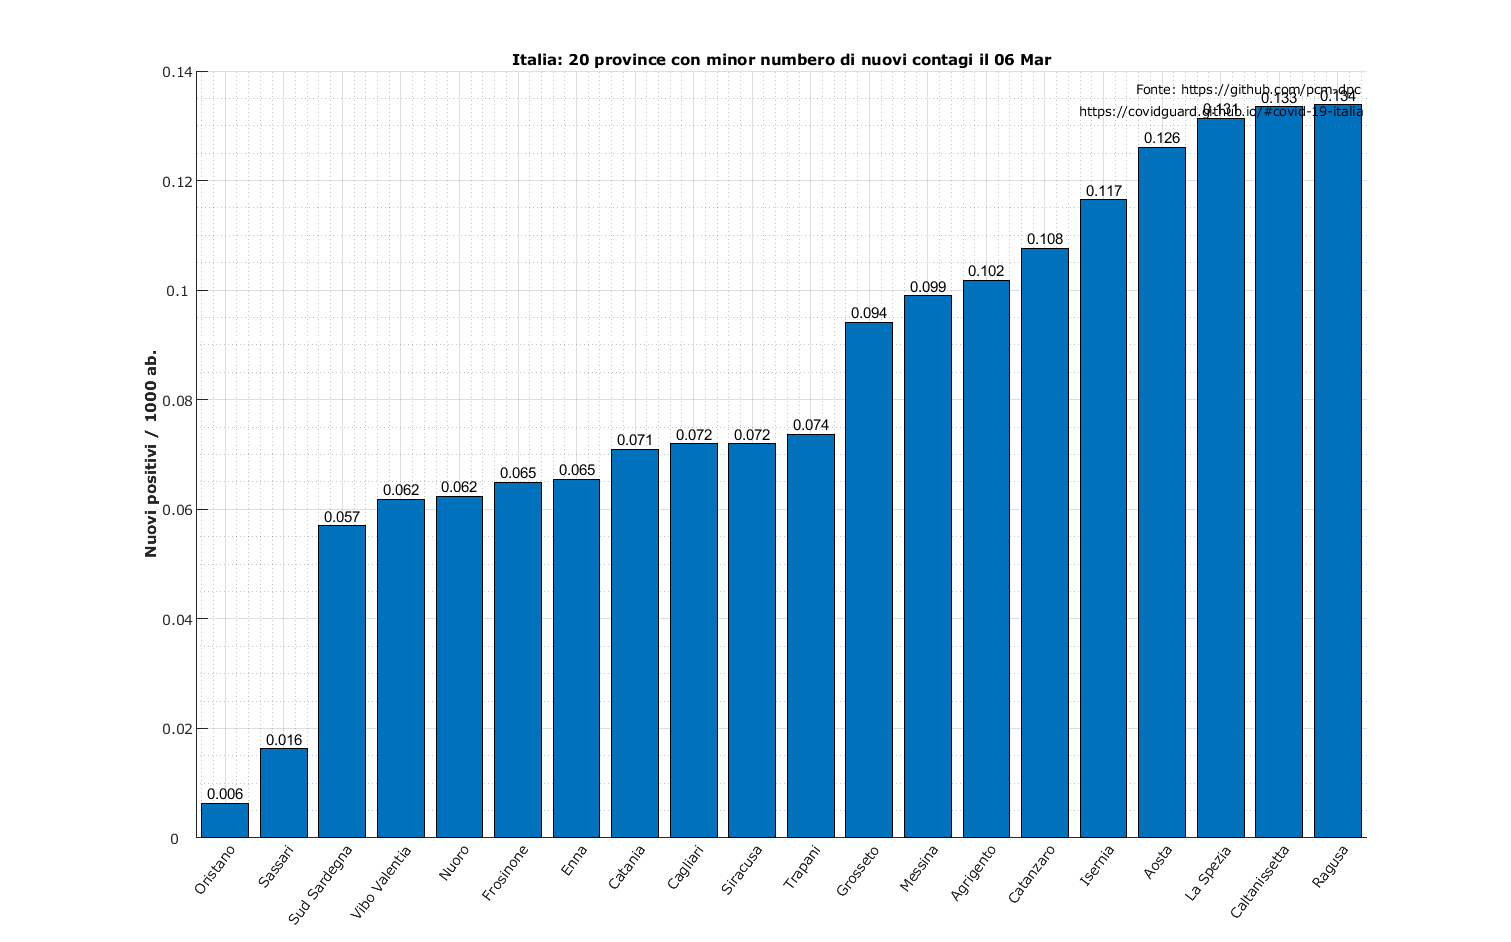 Italia: 20 province con minor numbero di nuovi contagi il 06 Mar
Fonte: https://github.com/pcm-dpc
https://covidguard.github.io/#covid-19-italia
Nuovi positivi / 1000 ab.
0.14
0.12
0.1
0.08
0.06
0.04
0.02
0
0.006
0.016
0.057
0.062
0.062
0.065
0.065
0.071
0.072
0.072
0.074
0.094
0.099
0.102
0.108
0.117
0.126
0.131
0.133
0.134
Oristano
Sassari
Sud Sardegna
Vibo Valentia
Nuoro
Frosinone
Enna
Catania
Cagliari
Siracusa
Trapani
Grosseto
Messina
Agrigento
Catanzaro
Isernia
Aosta
La Spezia
Caltanissetta
Ragusa